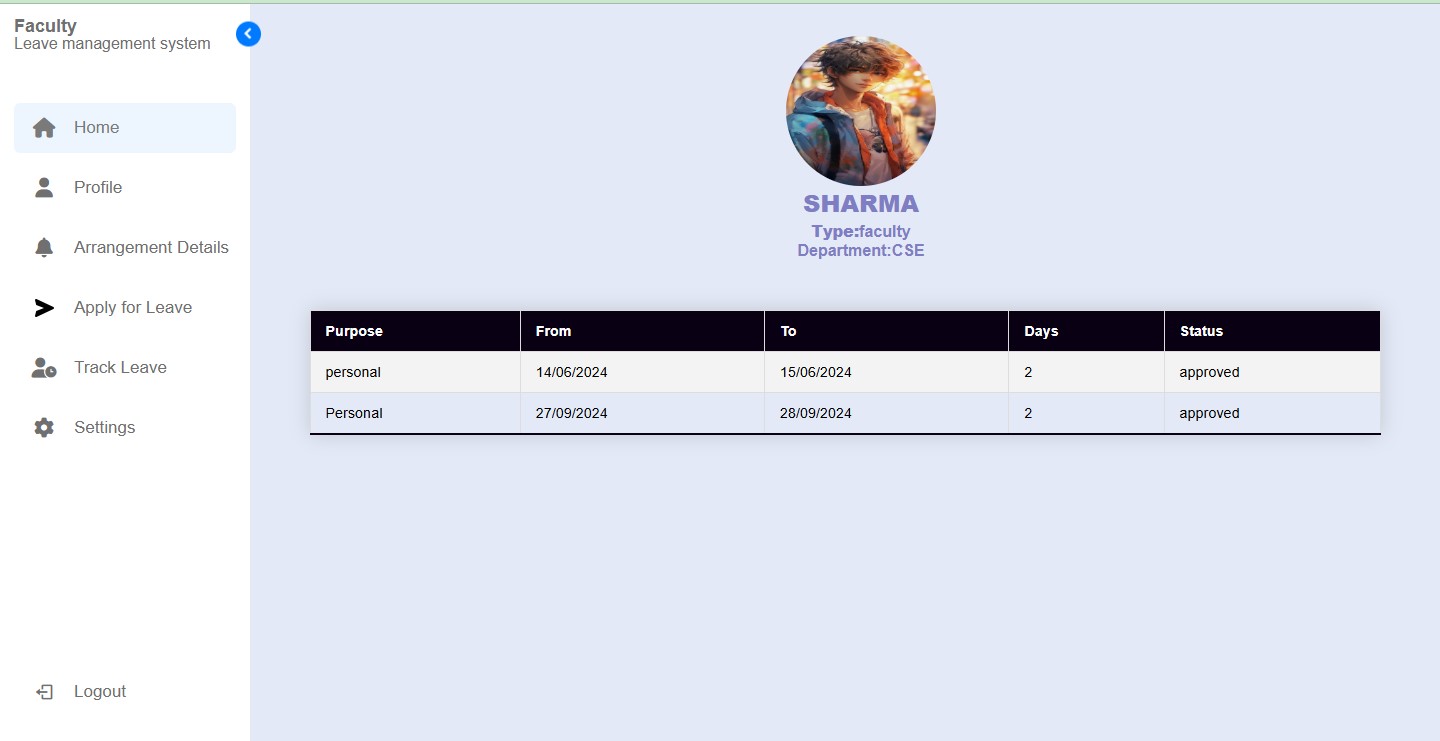 Faculty
Leave management system
Home
Profile
Arrangement Details
Apply for Leave
Track Leave
Settings
Logout
SHARMA
Type:faculty
Department:CSE
Purpose From To Days Status
personal 14/06/2024 15/06/2024 2 approved
Personal 27/09/2024 28/09/2024 2 approved